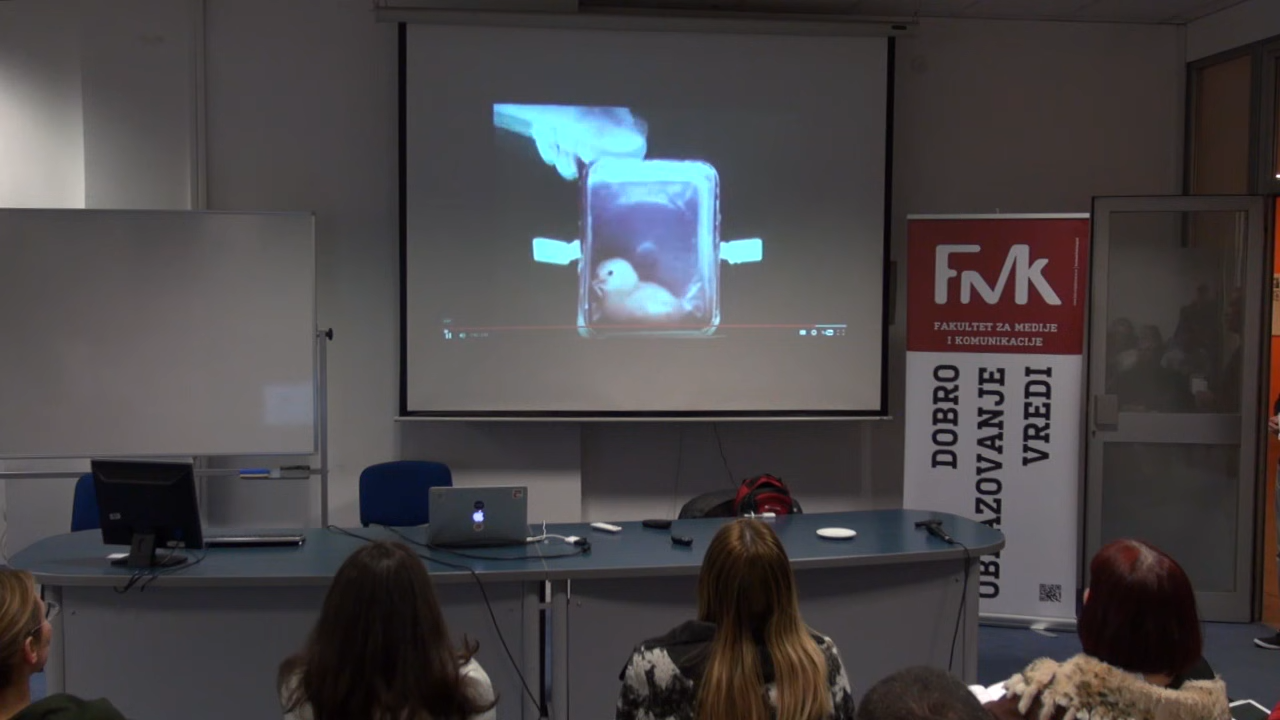 FMK
FAKULTET ZA MEDIJE
I KOMUNIKACIJE
DOBRO
OBRAZOVANJE
VREDI